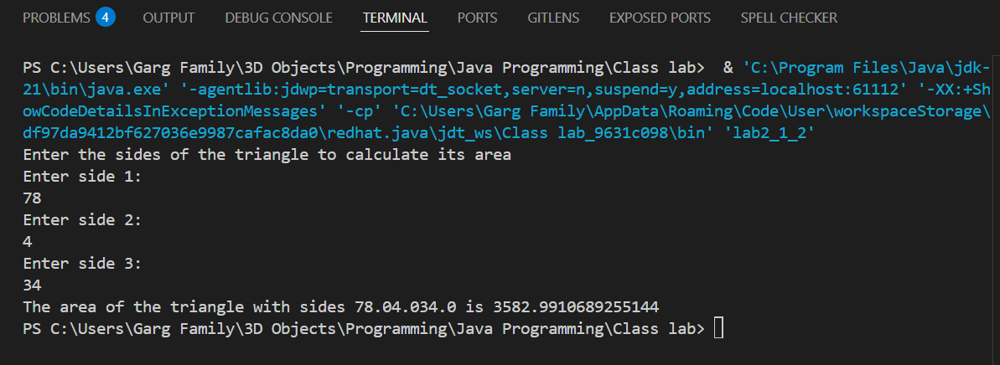 PROBLEMS 4 OUTPUT DEBUG CONSOLE TERMINAL PORTS GITLENS EXPOSED PORTS SPELL CHECKER
PS C:\Users\Garg Family\3D Objects\Programming\Java Programming\Class lab>  & 'C:\Program Files\Java\jdk-
21\bin\java.exe' '-agentlib:jdwp=transport=dt_socket,server=n,suspend=y,address=localhost:61112' '-XX:+Sh
owCodeDetailsInExceptionMessages' '-cp' 'C:\Users\Garg Family\AppData\Roaming\Code\User\workspaceStorage\
df97da9412bf627036e9987cafac8da0\redhat.java\jdt_ws\Class lab_9631c098\bin' 'lab2_1_2'
Enter the sides of the triangle to calculate its area
Enter side 1:
78
Enter side 2:
4
Enter side 3:
34
The area of the triangle with sides 78.04.034.0 is 3582.9910689255144
PS C:\Users\Garg Family\3D Objects\Programming\Java Programming\Class lab>